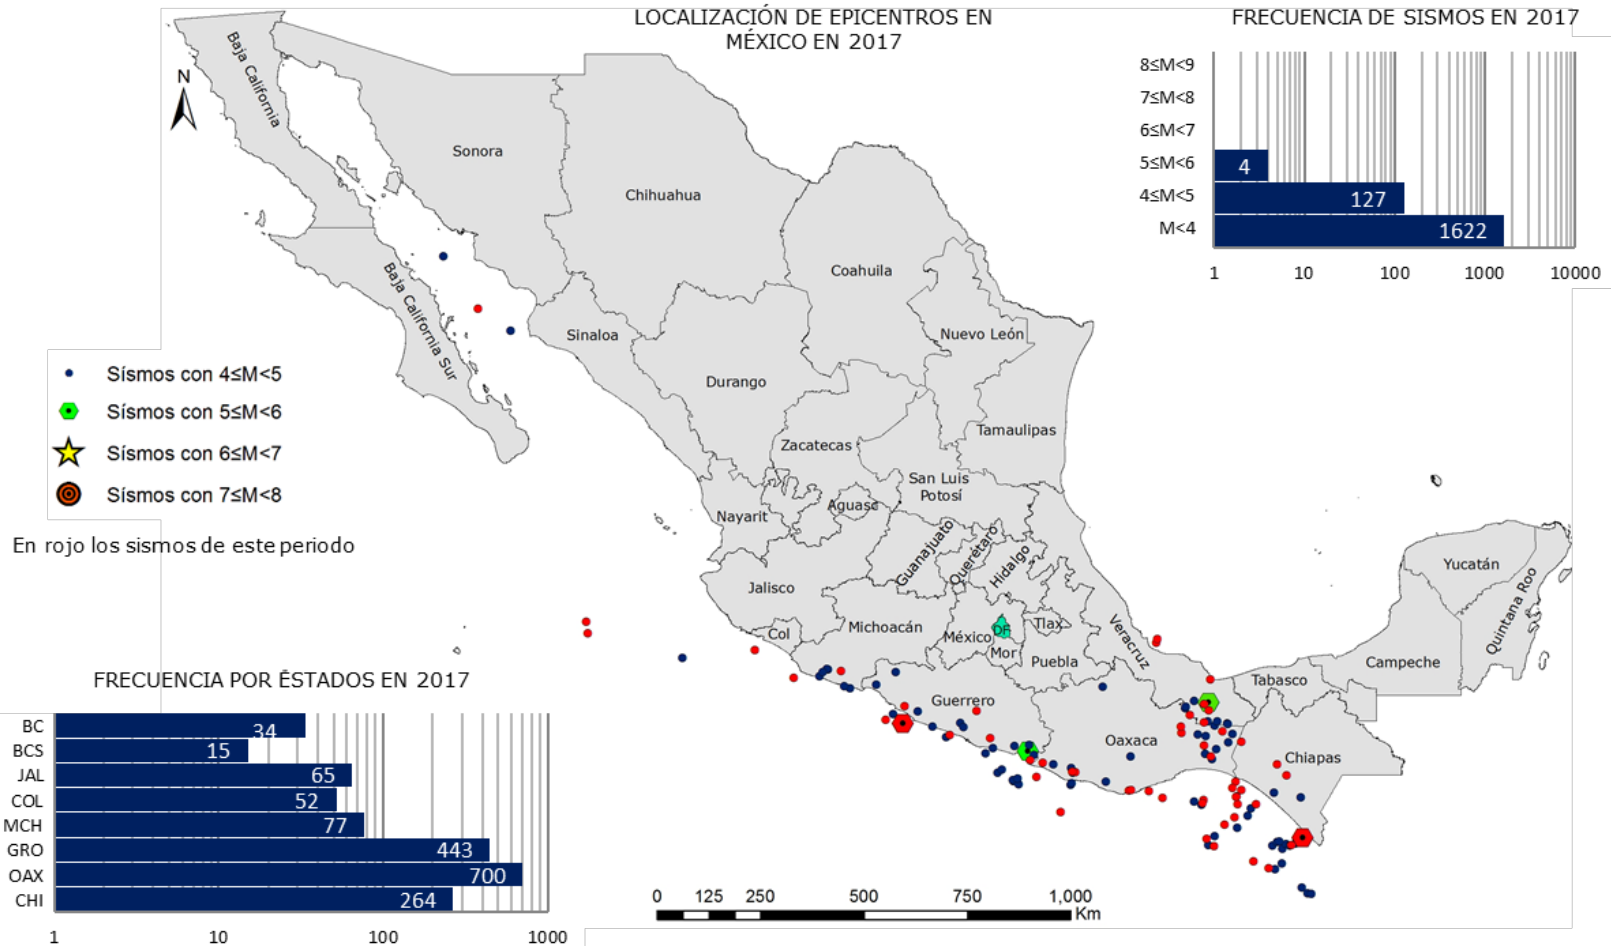 LOCALIZACIÓN DE EPICENTROS EN
MÉXICO EN 2017
FRECUENCIA DE SISMOS EN 2017
8≤M<9
7≤M<8
6≤M<7
5≤M<6
4
4≤M<5
127
M<4
1622
1
10
100
1000
10000
N
Baja California
Sonora
Chihuahua
Coahuila
Baja California Sur
Sinaloa
Nuevo León
Durango
Tamaulipas
Zacatecas
San Luis
Potosí
Aguasc
Nayarit
Guanajuato
Querétaro
Hidalgo
Jalisco
Yucatán
Quintana Roo
Col
Michoacán
México
DF
Tlax
Mor
Puebla
Veracruz
Campeche
Tabasco
Guerrero
Oaxaca
Chiapas
Sísmos con 4≤M<5
Sísmos con 5≤M<6
Sísmos con 6≤M<7
Sísmos con 7≤M<8
En rojo los sismos de este periodo
FRECUENCIA POR ÉSTADOS EN 2017
BC
34
BCS
15
JAL
65
COL
52
MCH
77
GRO
443
OAX
700
CHI
264
1
10
100
1000
0
125
250
500
750
1,000
Km